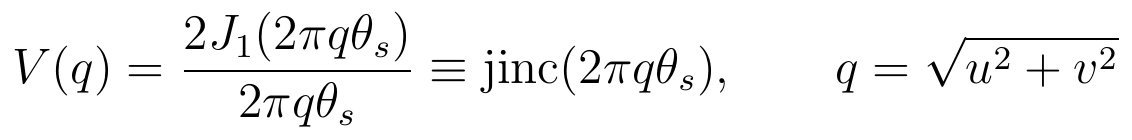 V(q) = \frac{2J_1(2\pi q\theta_s)}{2\pi q\theta_s} \equiv \mathrm{jinc}(2\pi q\theta_s), \qquad q = \sqrt{u^2 + v^2}